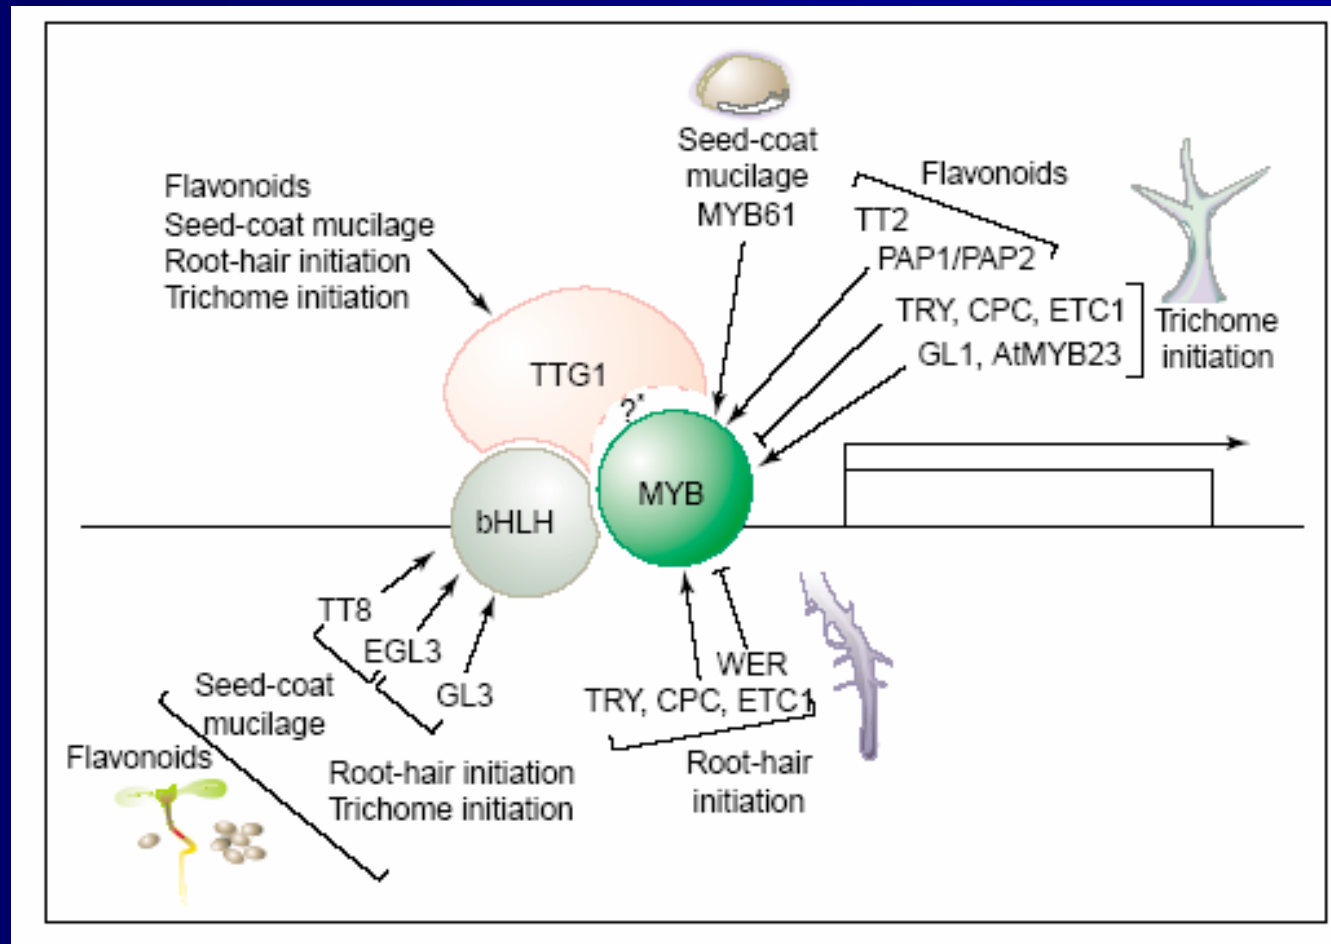 Seed-coat
mucilage
MYB61
Flavonoids
TT2
PAP1/PAP2
TRY, CPC, ETC1
GL1, AtMYB23
Trichome
initiation
Flavonoids
Seed-coat mucilage
Root-hair initiation
Trichome initiation
TTG1
?*
MYB
bHLH
TT8
EGL3
GL3
Seed-coat
mucilage
Flavonoids
Root-hair initiation
Trichome initiation
WER
TRY, CPC, ETC1
Root-hair
initiation